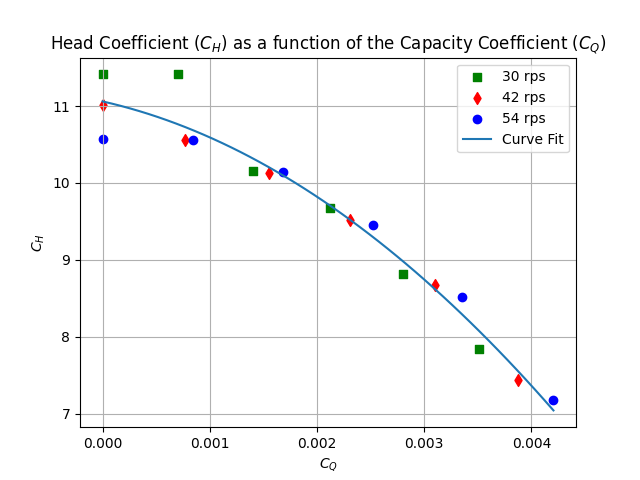 Head Coefficient (C_H) as a function of the Capacity Coefficient (C_Q)
30 rps
42 rps
54 rps
Curve Fit
C_H
11
10
9
8
7
0.000 0.001 0.002 0.003 0.004
C_Q